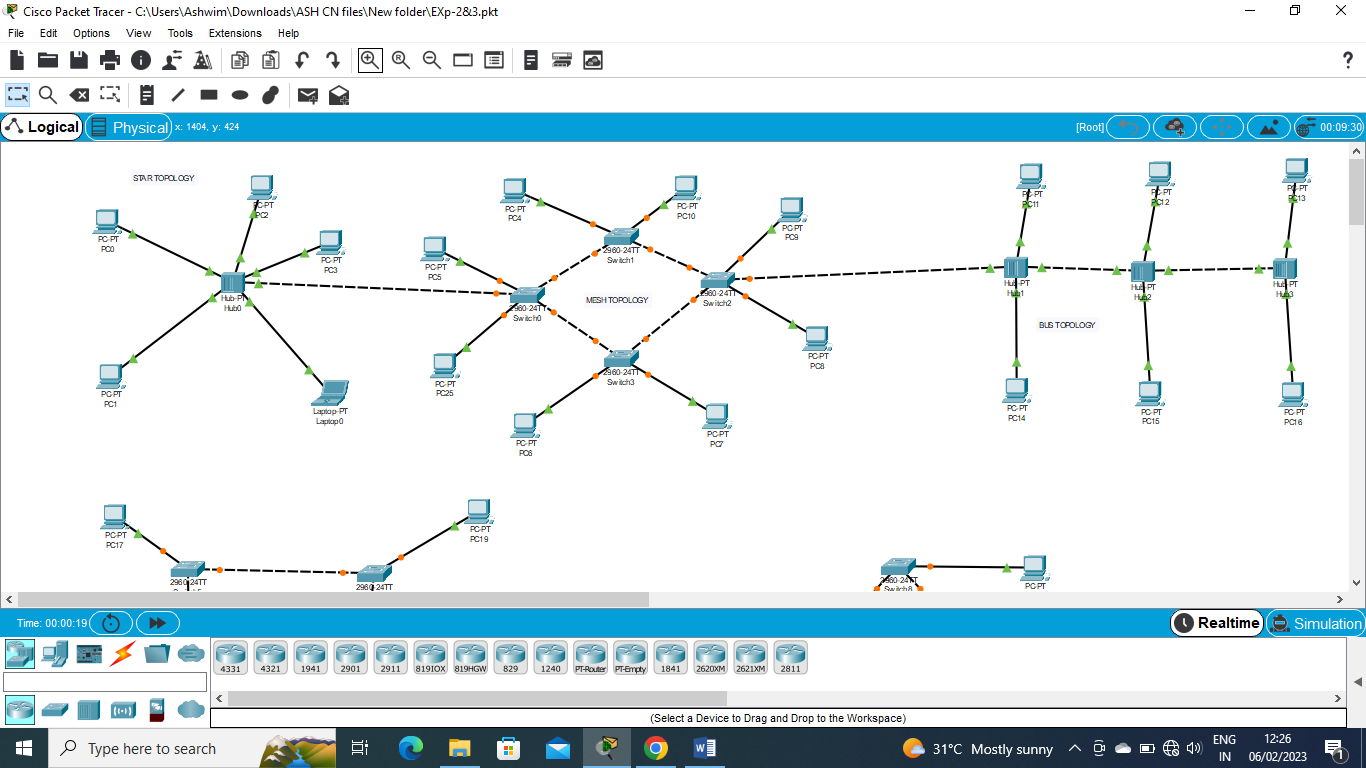 Cisco Packet Tracer - C:\Users\Ashwim\Downloads\ASH CN files\New folder\EXp-2&3.pkt
File Edit Options View Tools Extensions Help
Logical Physical x: 1404, y: 424 [Root] 00:09:30
STAR TOPOLOGY
PC-PT
PC0
PC-PT
PC2
PC-PT
PC3
Hub-PT
Hub0
PC-PT
PC1
Laptop-PT
Laptop0
PC-PT
PC4
PC-PT
PC10
PC-PT
PC9
PC-PT
PC5
2960-24TT
Switch1
2960-24TT
Switch0
MESH TOPOLOGY
2960-24TT
Switch2
2960-24TT
Switch3
PC-PT
PC25
PC-PT
PC8
PC-PT
PC6
PC-PT
PC7
PC-PT
PC11
PC-PT
PC12
PC-PT
PC13
Hub-PT
Hub1
Hub-PT
Hub2
Hub-PT
Hub3
BUS TOPOLOGY
PC-PT
PC14
PC-PT
PC15
PC-PT
PC16
PC-PT
PC17
PC-PT
PC19
2960-24TT
2960-24TT
2960-24TT
Switch8
PC-PT
Time: 00:00:19 Realtime Simulation
4331 4321 1941 2901 2911 819IOX 819HGW 829 1240 PT-Router PT-Empty 1841 2620XM 2621XM 2811
(Select a Device to Drag and Drop to the Workspace)
Type here to search
31°C Mostly sunny
ENG
IN
12:26
06/02/2023
1